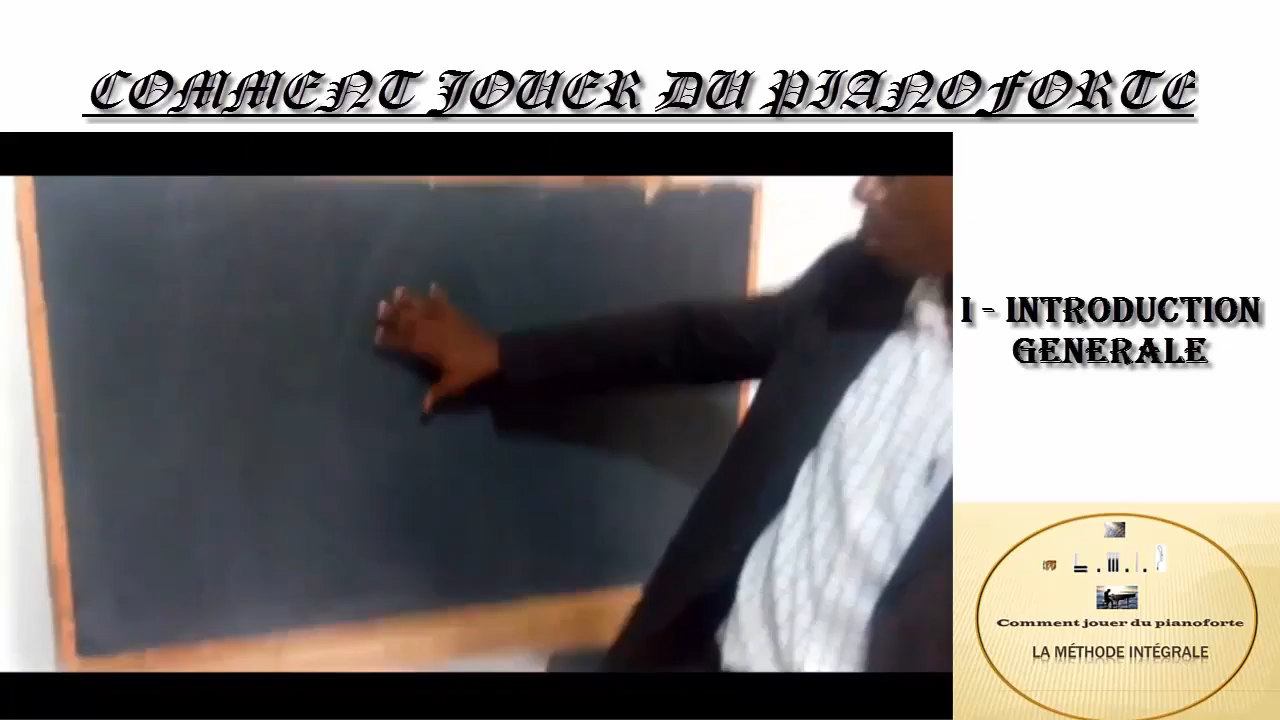 COMMENT JOUER DU PIANOFORTE
I - INTRODUCTION
GENERALE
L.M.I.
Comment jouer du pianoforte
LA MÉTHODE INTÉGRALE